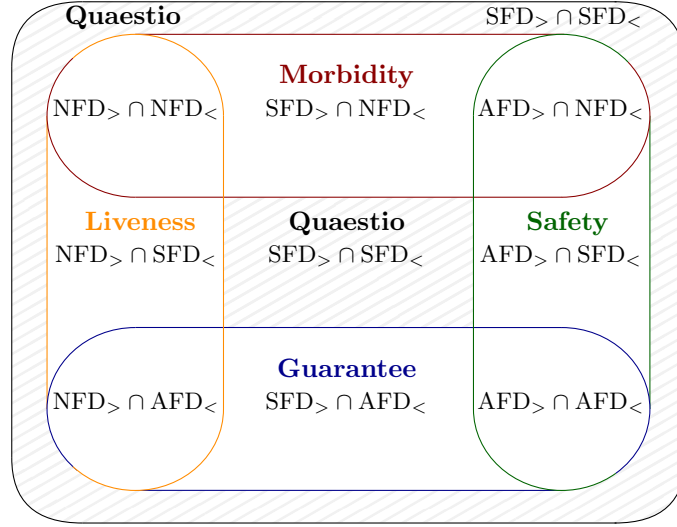 Quaestio
SFD> ∩ SFD<
Morbidity
NFD> ∩ NFD<
SFD> ∩ NFD<
AFD> ∩ NFD<
Liveness
Quaestio
Safety
NFD> ∩ SFD<
SFD> ∩ SFD<
AFD> ∩ SFD<
Guarantee
NFD> ∩ AFD<
SFD> ∩ AFD<
AFD> ∩ AFD<